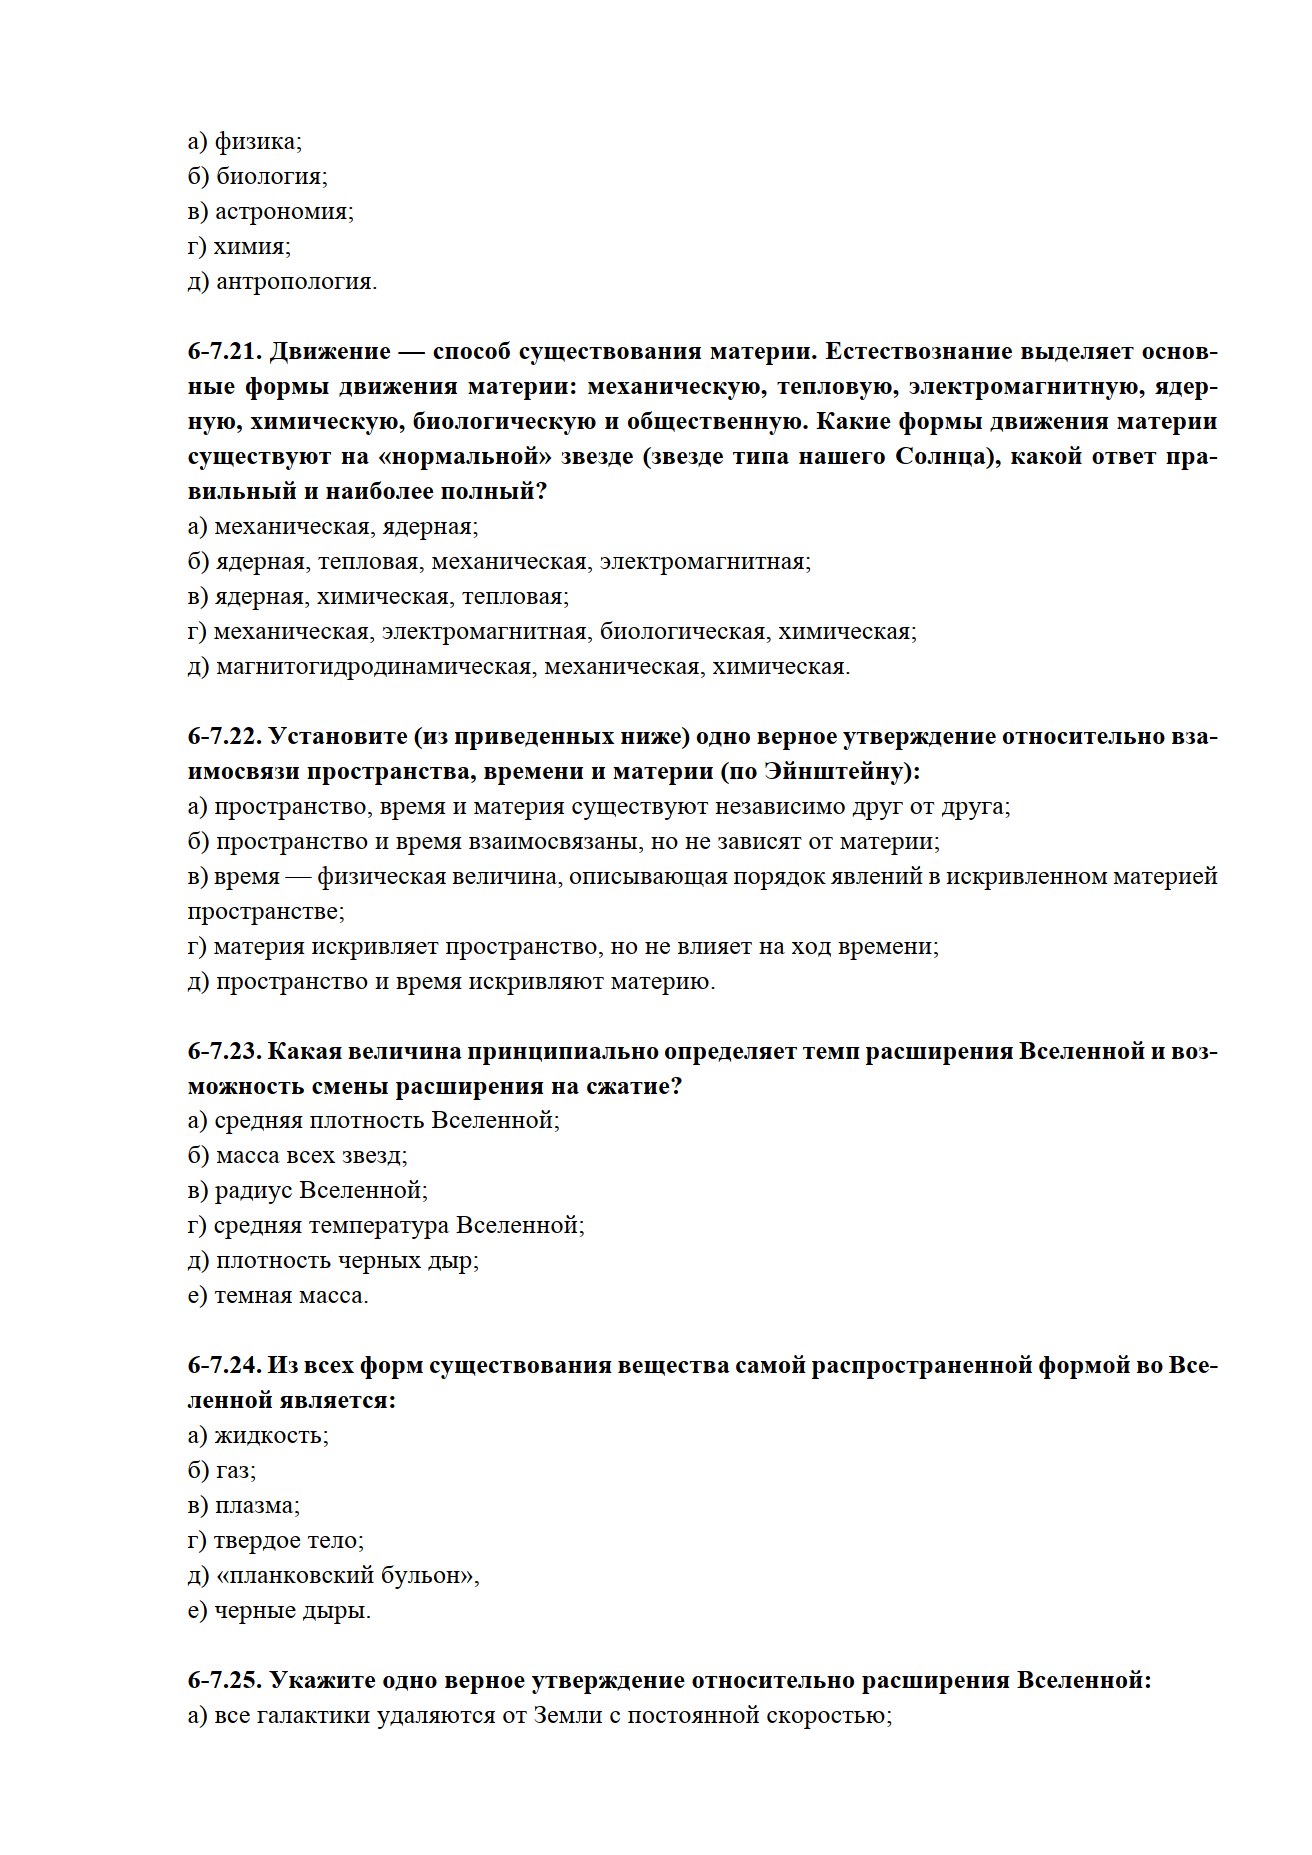 а) физика;
б) биология;
в) астрономия;
г) химия;
д) антропология.
6-7.21. Движение — способ существования материи. Естествознание выделяет основ-
ные формы движения материи: механическую, тепловую, электромагнитную, ядер-
ную, химическую, биологическую и общественную. Какие формы движения материи
существуют на «нормальной» звезде (звезде типа нашего Солнца), какой ответ пра-
вильный и наиболее полный?
а) механическая, ядерная;
б) ядерная, тепловая, механическая, электромагнитная;
в) ядерная, химическая, тепловая;
г) механическая, электромагнитная, биологическая, химическая;
д) магнитогидродинамическая, механическая, химическая.
6-7.22. Установите (из приведенных ниже) одно верное утверждение относительно вза-
имосвязи пространства, времени и материи (по Эйнштейну):
а) пространство, время и материя существуют независимо друг от друга;
б) пространство и время взаимосвязаны, но не зависят от материи;
в) время — физическая величина, описывающая порядок явлений в искривленном материей
пространстве;
г) материя искривляет пространство, но не влияет на ход времени;
д) пространство и время искривляют материю.
6-7.23. Какая величина принципиально определяет темп расширения Вселенной и воз-
можность смены расширения на сжатие?
а) средняя плотность Вселенной;
б) масса всех звезд;
в) радиус Вселенной;
г) средняя температура Вселенной;
д) плотность черных дыр;
е) темная масса.
6-7.24. Из всех форм существования вещества самой распространенной формой во Все-
ленной является:
а) жидкость;
б) газ;
в) плазма;
г) твердое тело;
д) «планковский бульон»,
е) черные дыры.
6-7.25. Укажите одно верное утверждение относительно расширения Вселенной:
а) все галактики удаляются от Земли с постоянной скоростью;